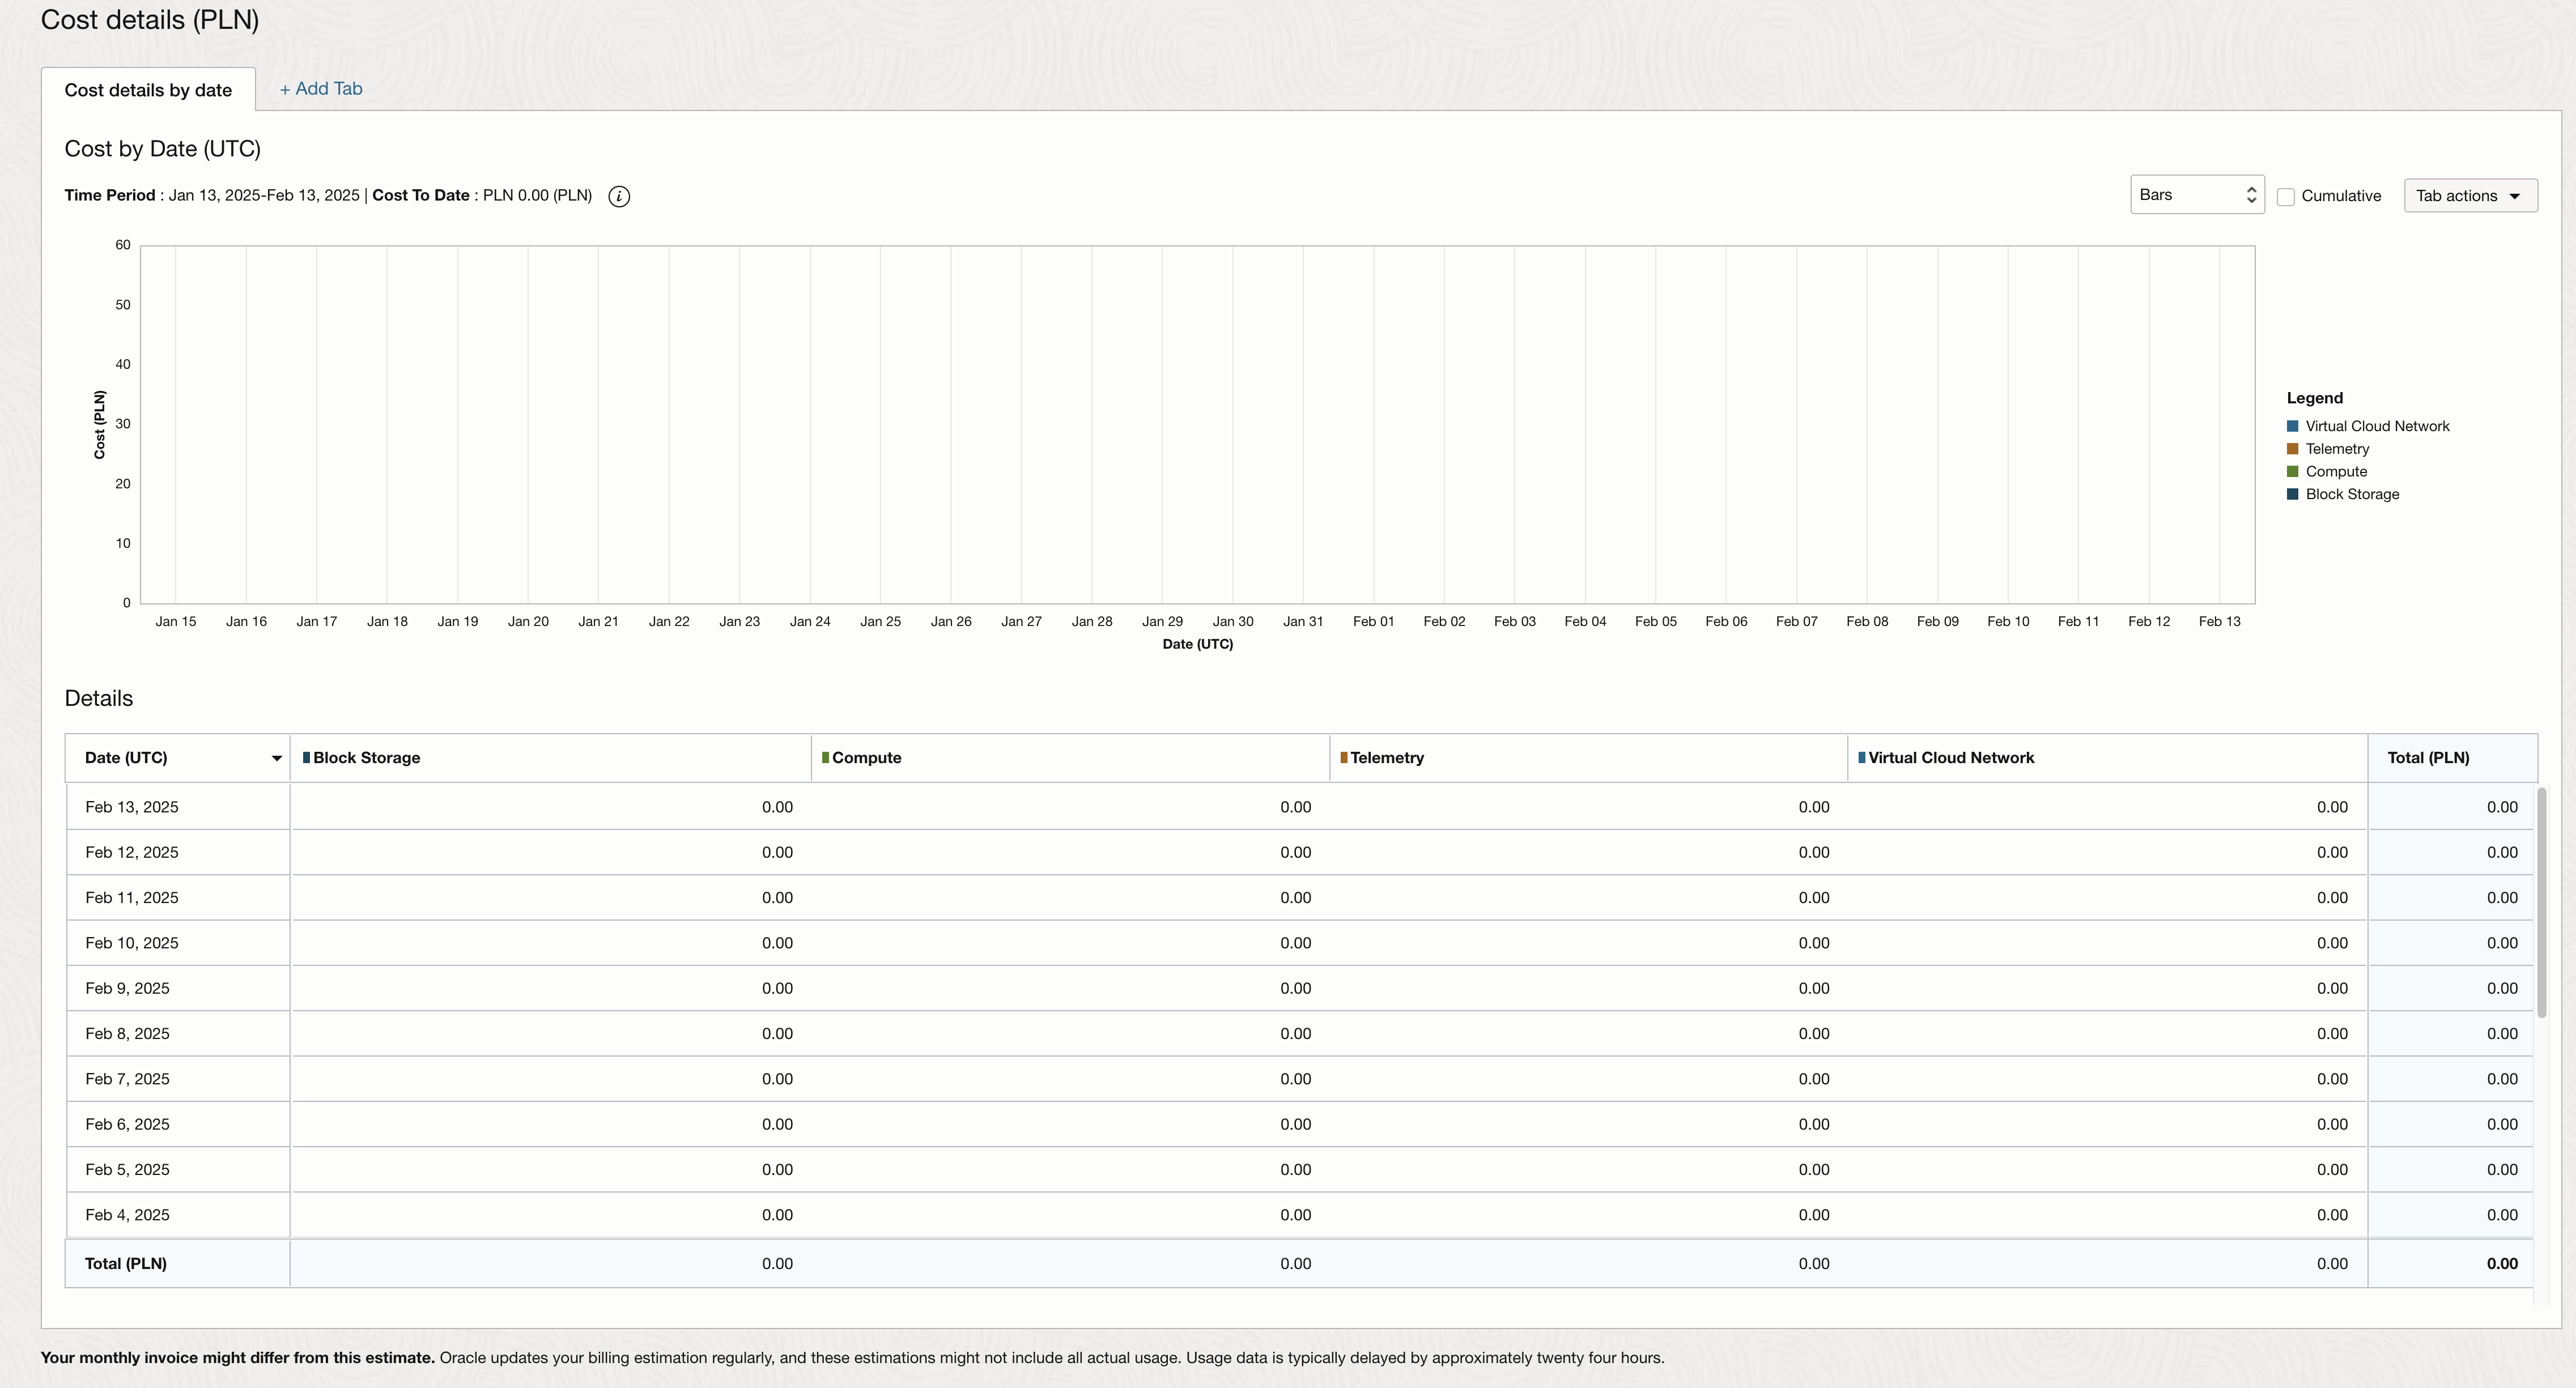 Cost details (PLN)
Cost details by date
+ Add Tab
Cost by Date (UTC)
Time Period : Jan 13, 2025-Feb 13, 2025 | Cost To Date : PLN 0.00 (PLN) i
Bars
Cumulative
Tab actions
60
50
40
30
20
10
0
Cost (PLN)
Jan 15 Jan 16 Jan 17 Jan 18 Jan 19 Jan 20 Jan 21 Jan 22 Jan 23 Jan 24 Jan 25 Jan 26 Jan 27 Jan 28 Jan 29 Jan 30 Jan 31 Feb 01 Feb 02 Feb 03 Feb 04 Feb 05 Feb 06 Feb 07 Feb 08 Feb 09 Feb 10 Feb 11 Feb 12 Feb 13
Date (UTC)
Legend
Virtual Cloud Network
Telemetry
Compute
Block Storage
Details
Date (UTC) Block Storage Compute Telemetry Virtual Cloud Network Total (PLN)
Feb 13, 2025 0.00 0.00 0.00 0.00 0.00
Feb 12, 2025 0.00 0.00 0.00 0.00 0.00
Feb 11, 2025 0.00 0.00 0.00 0.00 0.00
Feb 10, 2025 0.00 0.00 0.00 0.00 0.00
Feb 9, 2025 0.00 0.00 0.00 0.00 0.00
Feb 8, 2025 0.00 0.00 0.00 0.00 0.00
Feb 7, 2025 0.00 0.00 0.00 0.00 0.00
Feb 6, 2025 0.00 0.00 0.00 0.00 0.00
Feb 5, 2025 0.00 0.00 0.00 0.00 0.00
Feb 4, 2025 0.00 0.00 0.00 0.00 0.00
Total (PLN) 0.00 0.00 0.00 0.00 0.00
Your monthly invoice might differ from this estimate. Oracle updates your billing estimation regularly, and these estimations might not include all actual usage. Usage data is typically delayed by approximately twenty four hours.